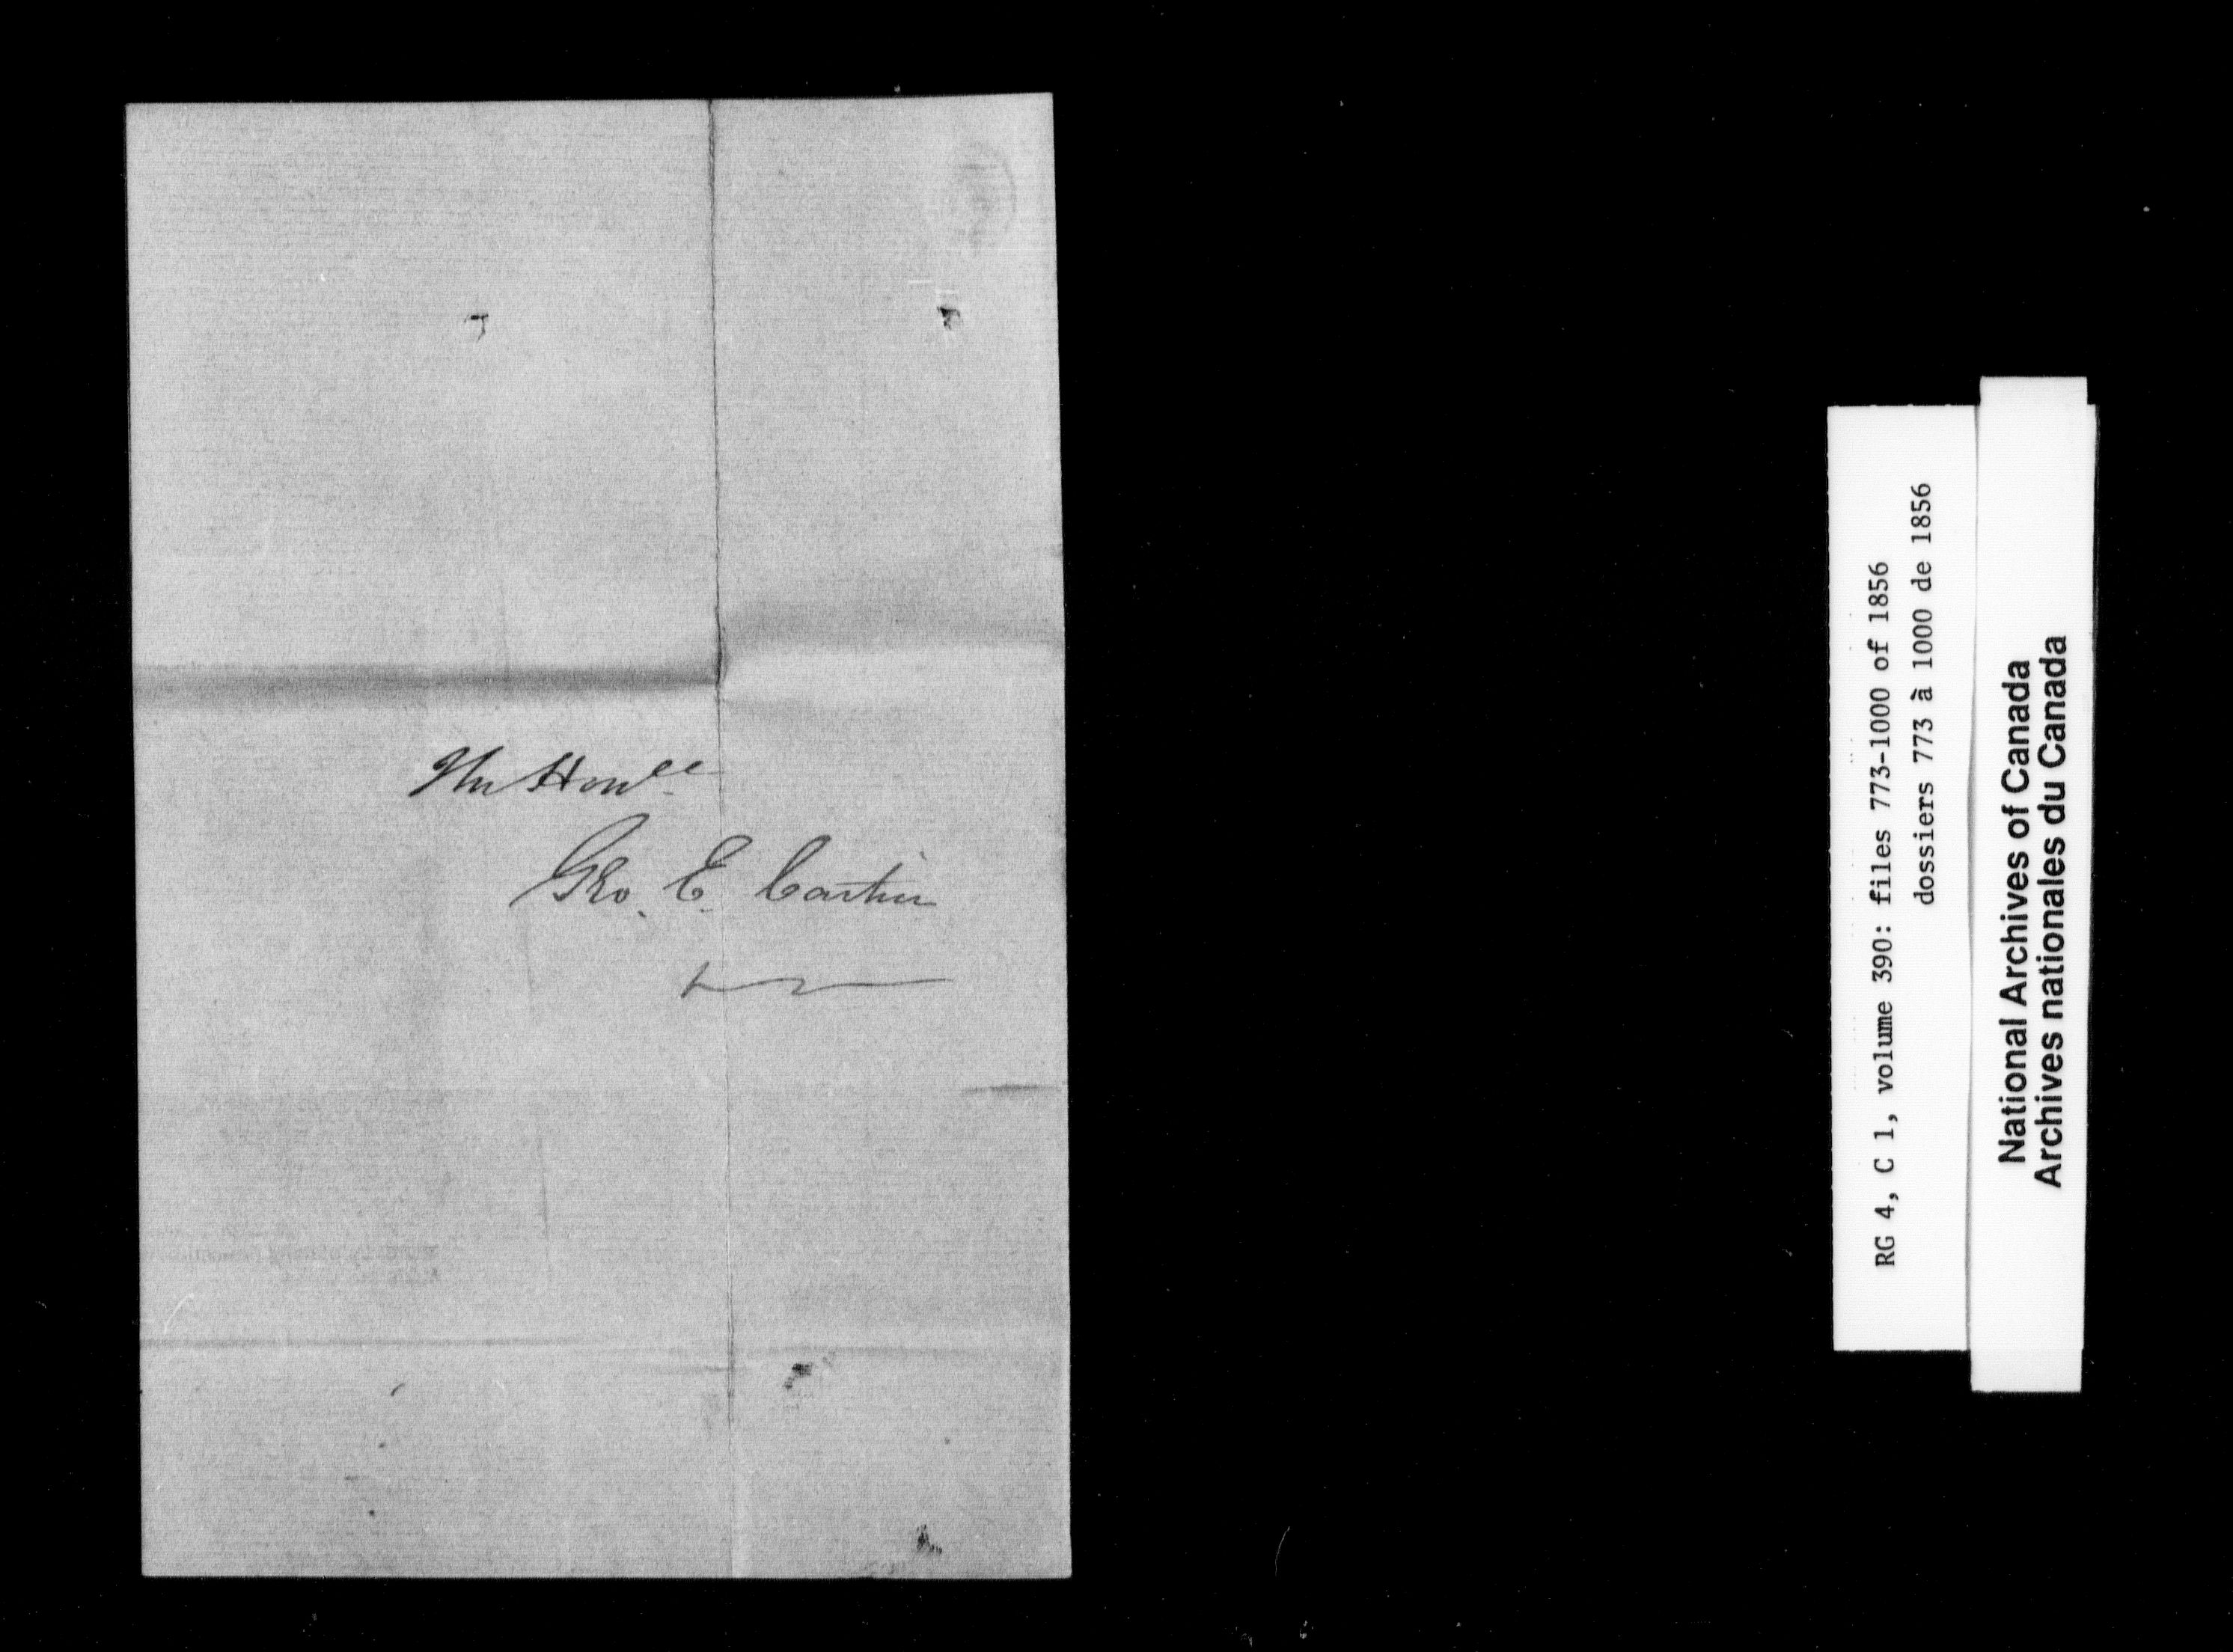 The Honble
Geo. E. Cartier
RG 4, C 1, volume 390: files 773-1000 of 1856
dossiers 773 à 1000 de 1856
National Archives of Canada
Archives nationales du Canada